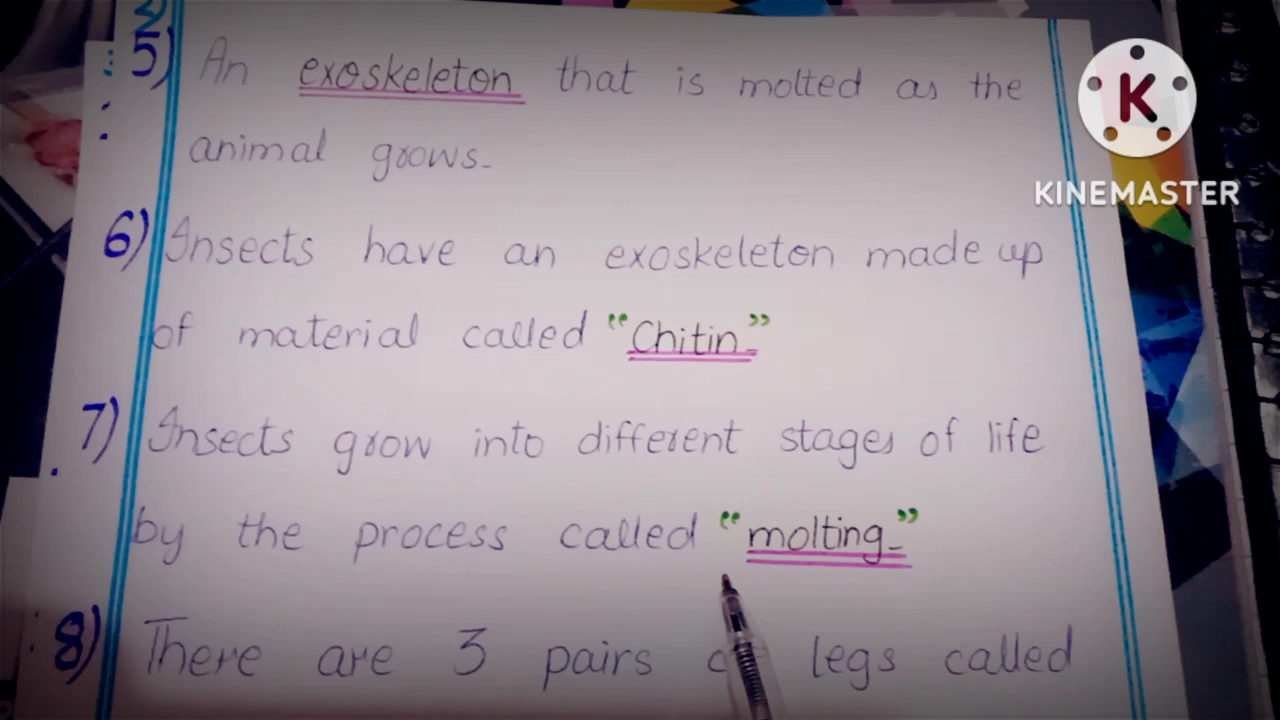 5) An exoskeleton that is molted as the
animal grows.
6) Insects have an exoskeleton made up
of material called "Chitin"
7) Insects grow into different stages of life
by the process called "molting"
8) There are 3 pairs of legs called
K
KINEMASTER